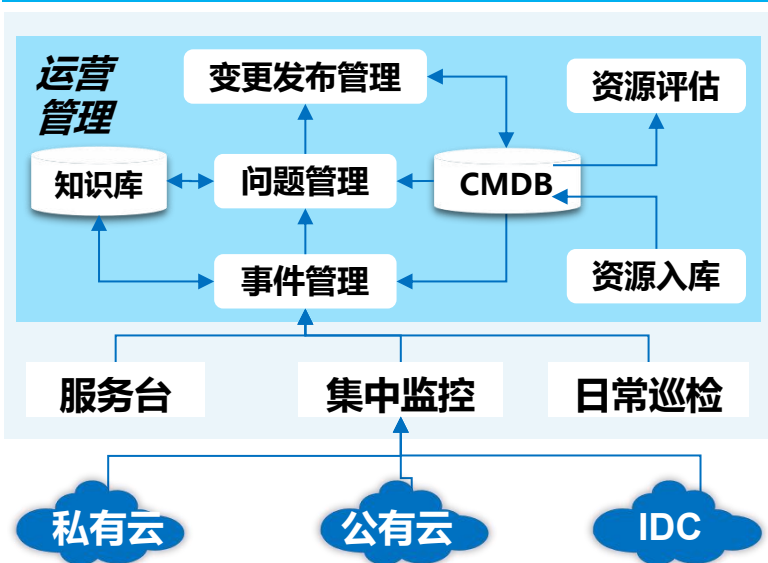 运营
管理
变更发布管理
资源评估
知识库
问题管理
CMDB
事件管理
资源入库
服务台
集中监控
日常巡检
私有云
公有云
IDC